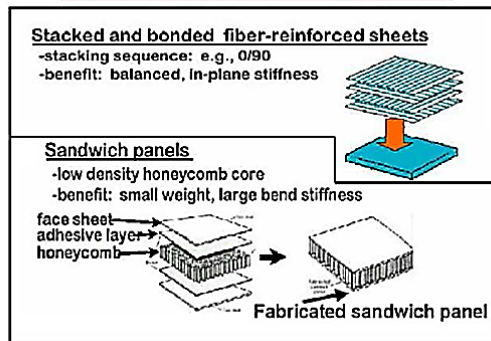 Stacked and bonded fiber-reinforced sheets
-stacking sequence: e.g., 0/90
-benefit: balanced, in-plane stiffness
Sandwich panels
-low density honeycomb core
-benefit: small weight, large bend stiffness
face sheet
adhesive layer
honeycomb
Fabricated sandwich panel